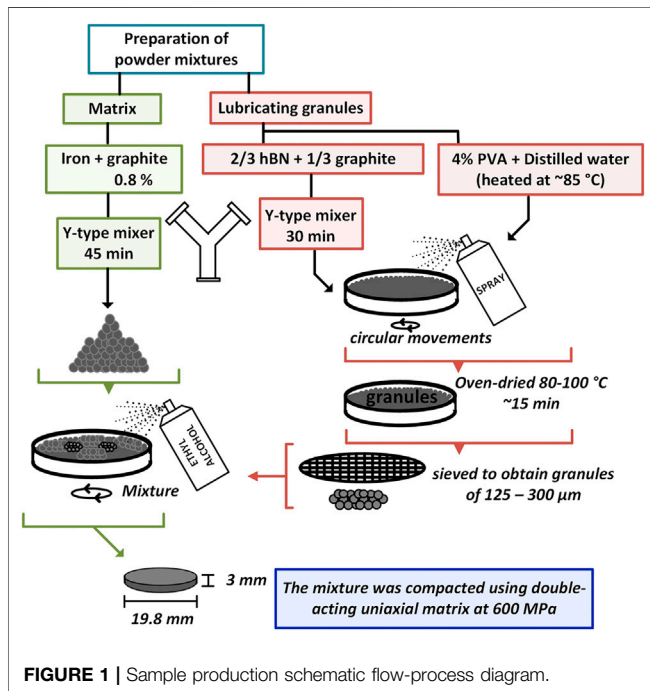 Preparation of
powder mixtures
Matrix
Lubricating granules
Iron + graphite
0.8 %
2/3 hBN + 1/3 graphite
4% PVA + Distilled water
(heated at ~85 °C)
Y-type mixer
45 min
Y-type mixer
30 min
SPRAY
circular movements
Oven-dried 80-100 °C
~15 min
granules
ETHYL
ALCOHOL
Mixture
sieved to obtain granules
of 125 – 300 μm
3 mm
19.8 mm
The mixture was compacted using double-
acting uniaxial matrix at 600 MPa
FIGURE 1 | Sample production schematic flow-process diagram.